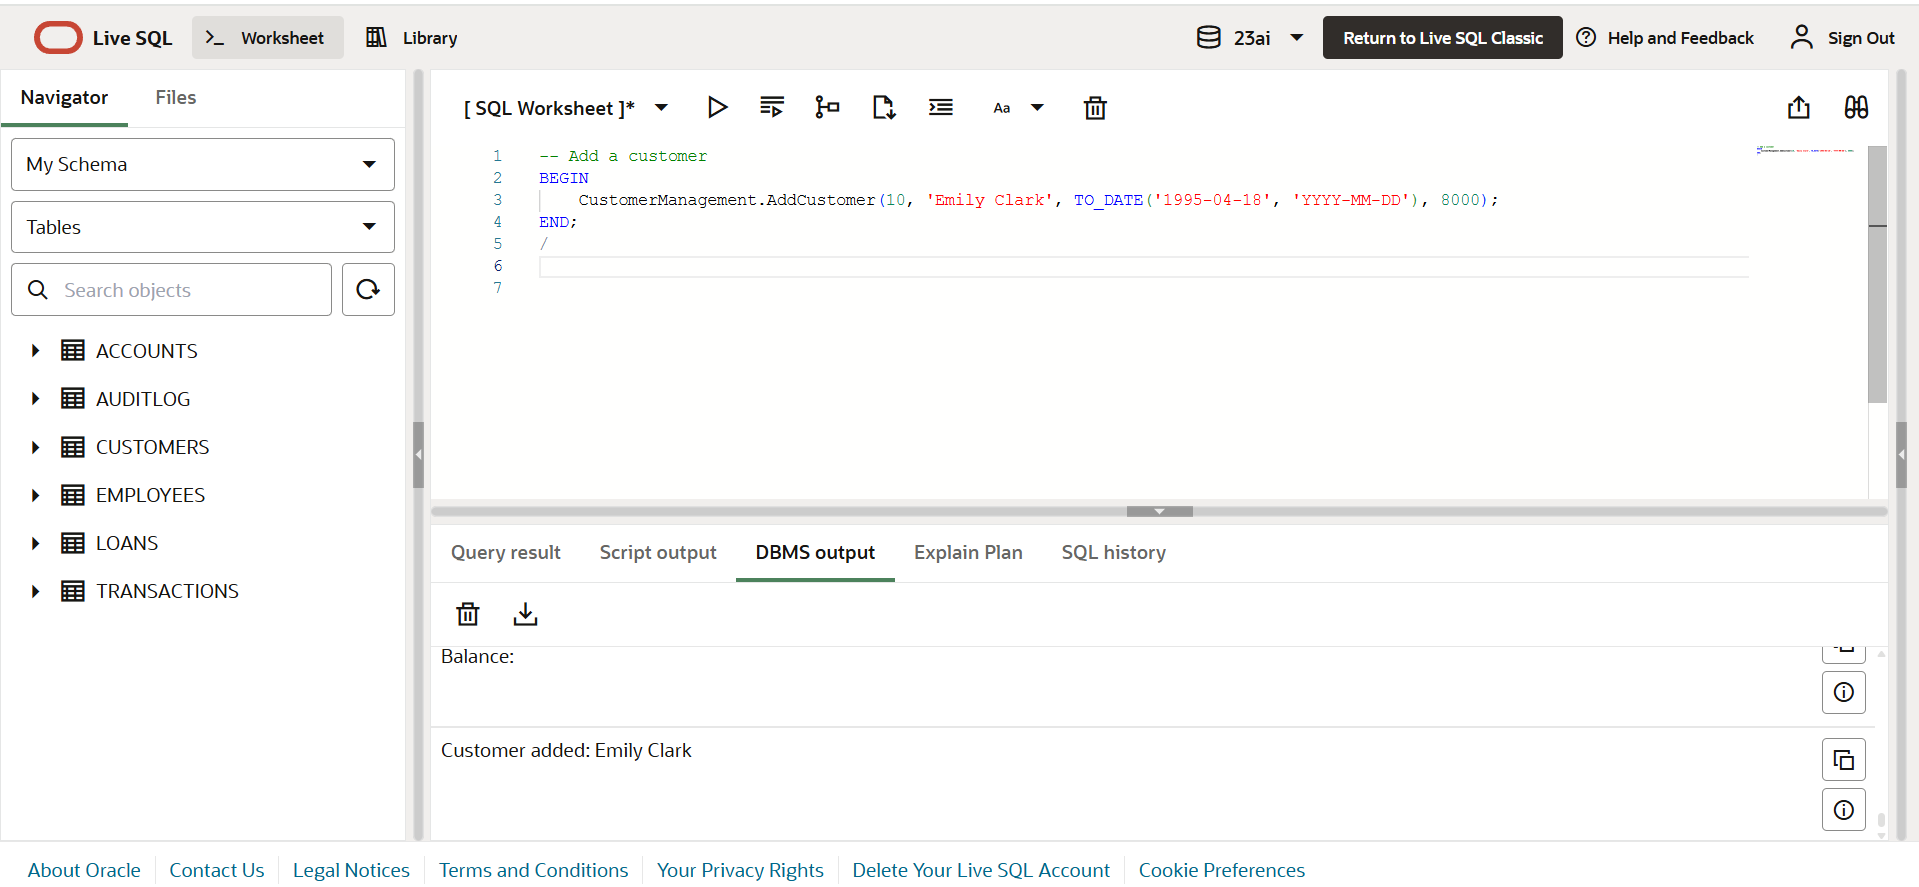 Live SQL
Worksheet
Library
23ai
Return to Live SQL Classic
Help and Feedback
Sign Out
Navigator
Files
My Schema
Tables
Search objects
ACCOUNTS
AUDITLOG
CUSTOMERS
EMPLOYEES
LOANS
TRANSACTIONS
[ SQL Worksheet ]*
Aa
1 -- Add a customer
2 BEGIN
3 CustomerManagement.AddCustomer(10, 'Emily Clark', TO_DATE('1995-04-18', 'YYYY-MM-DD'), 8000);
4 END;
5 /
6
7
Query result
Script output
DBMS output
Explain Plan
SQL history
Balance:
Customer added: Emily Clark
About Oracle
Contact Us
Legal Notices
Terms and Conditions
Your Privacy Rights
Delete Your Live SQL Account
Cookie Preferences